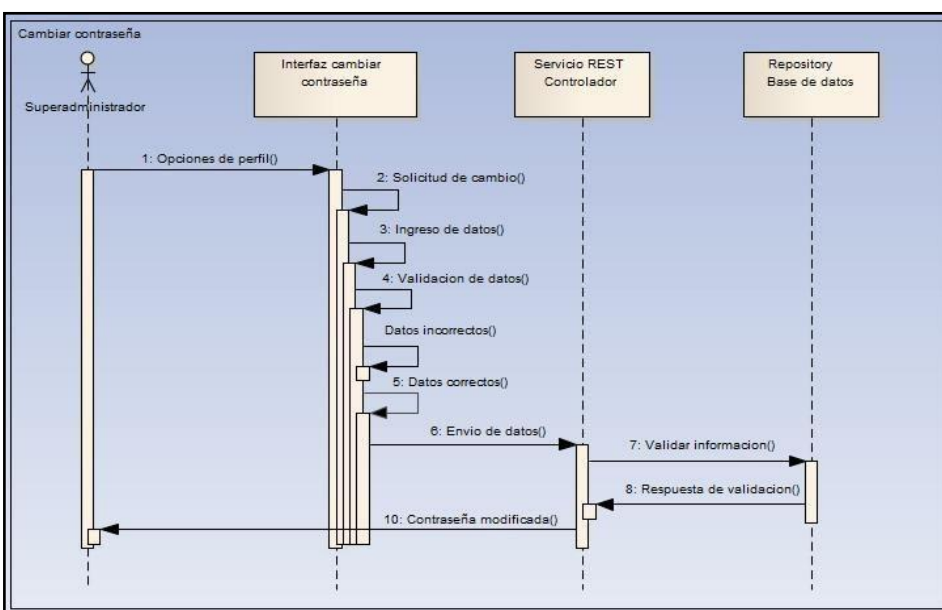 Cambiar contraseña
Superadministrador
Interfaz cambiar
contraseña
Servicio REST
Controlador
Repository
Base de datos
1: Opciones de perfil()
2: Solicitud de cambio()
3: Ingreso de datos()
4: Validacion de datos()
Datos incorrectos()
5: Datos correctos()
6: Envio de datos()
7: Validar informacion()
8: Respuesta de validacion()
10: Contraseña modificada()